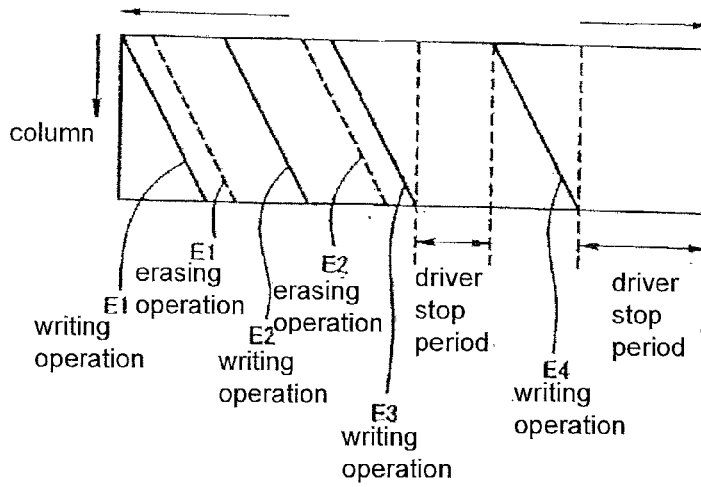 column
E1
writing
operation
E1
erasing
operation
E2
writing
operation
E2
erasing
operation
E3
writing
operation
driver
stop
period
E4
writing
operation
driver
stop
period